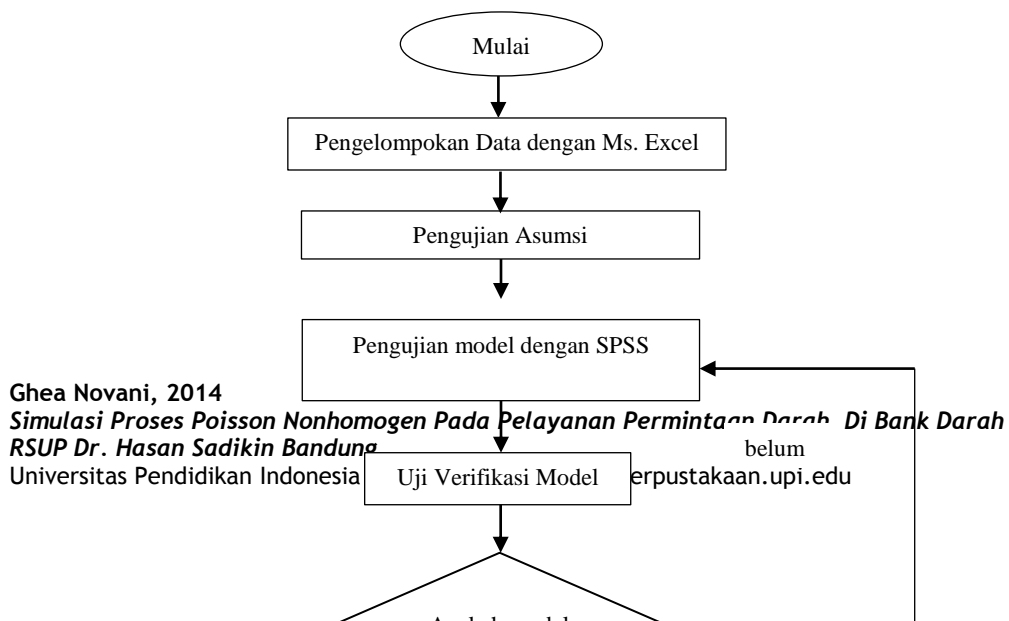 Mulai
Pengelompokan Data dengan Ms. Excel
Pengujian Asumsi
Pengujian model dengan SPSS
Ghea Novani, 2014
Simulasi Proses Poisson Nonhomogen Pada Pelayanan Permintaan Darah Di Bank Darah
RSUP Dr. Hasan Sadikin Bandung
belum
Universitas Pendidikan Indonesia
Uji Verifikasi Model
erpustakaan.upi.edu